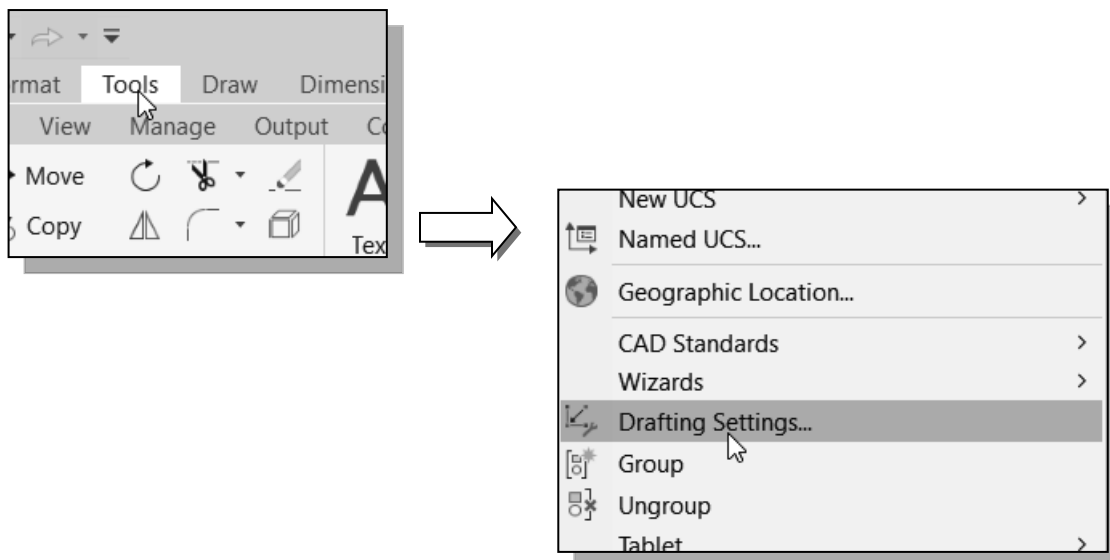 rmat Tools Draw Dimensi
View Manage Output
Move
Copy
Tex
New UCS
Named UCS...
Geographic Location...
CAD Standards
Wizards
Drafting Settings...
Group
Ungroup
Tablet